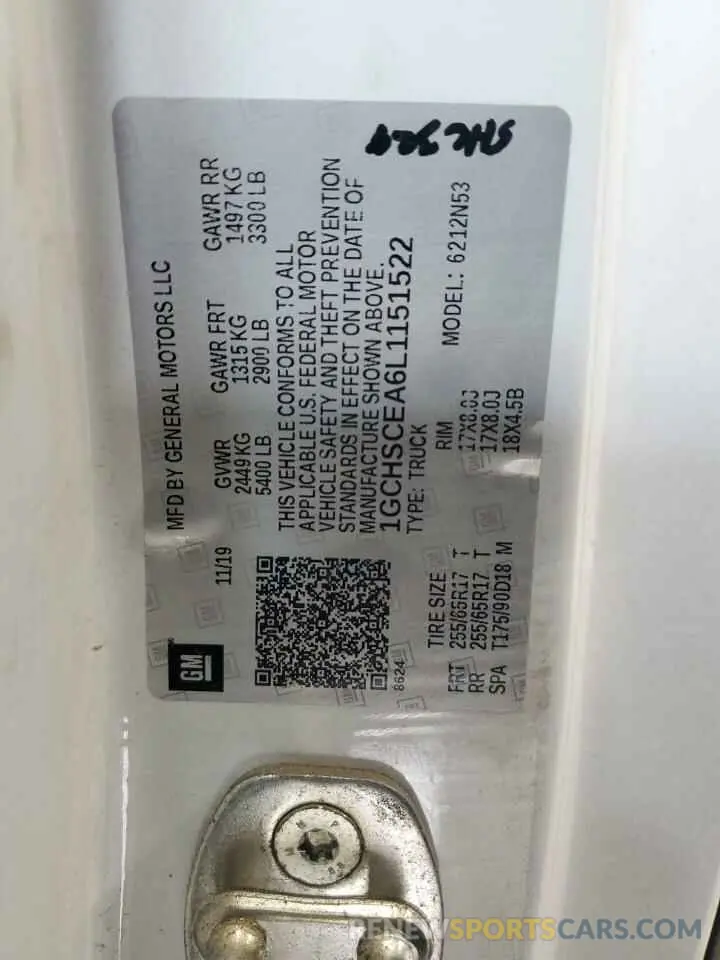 MFD BY GENERAL MOTORS LLC
GM
11/19
GVWR GAWR FRT GAWR RR
2449 KG 1315 KG 1497 KG
5400 LB 2900 LB 3300 LB
THIS VEHICLE CONFORMS TO ALL
APPLICABLE U.S. FEDERAL MOTOR
VEHICLE SAFETY AND THEFT PREVENTION
STANDARDS IN EFFECT ON THE DATE OF
MANUFACTURE SHOWN ABOVE.
1GCHSCEA6L1151522
TYPE: TRUCK
8624
TIRE SIZE RIM MODEL: 6212N53
FRT 255/65R17 T 17X8.0J
RR 255/65R17 T 17X8.0J
SPA T175/90D18 M 18X4.5B
RENEWSPORTSCARS.COM